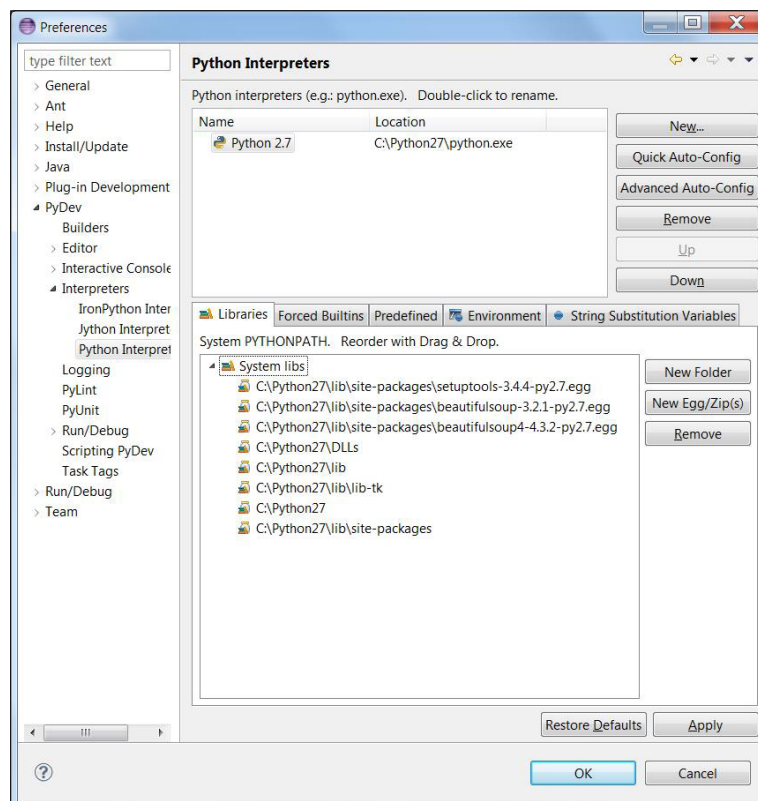 Preferences
type filter text
General
Ant
Help
Install/Update
Java
Plug-in Development
PyDev
Builders
Editor
Interactive Console
Interpreters
IronPython Inter
Jython Interpret
Python Interpret
Logging
PyLint
PyUnit
Run/Debug
Scripting PyDev
Task Tags
Run/Debug
Team
Python Interpreters
Python interpreters (e.g.: python.exe). Double-click to rename.
Name Location
Python 2.7 C:\Python27\python.exe
New...
Quick Auto-Config
Advanced Auto-Config
Remove
Up
Down
Libraries Forced Builtins Predefined Environment String Substitution Variables
System PYTHONPATH. Reorder with Drag & Drop.
System libs
C:\Python27\lib\site-packages\setuptools-3.4.4-py2.7.egg
C:\Python27\lib\site-packages\beautifulsoup-3.2.1-py2.7.egg
C:\Python27\lib\site-packages\beautifulsoup4-4.3.2-py2.7.egg
C:\Python27\DLLs
C:\Python27\lib
C:\Python27\lib\lib-tk
C:\Python27
C:\Python27\lib\site-packages
New Folder
New Egg/Zip(s)
Remove
Restore Defaults Apply
OK Cancel